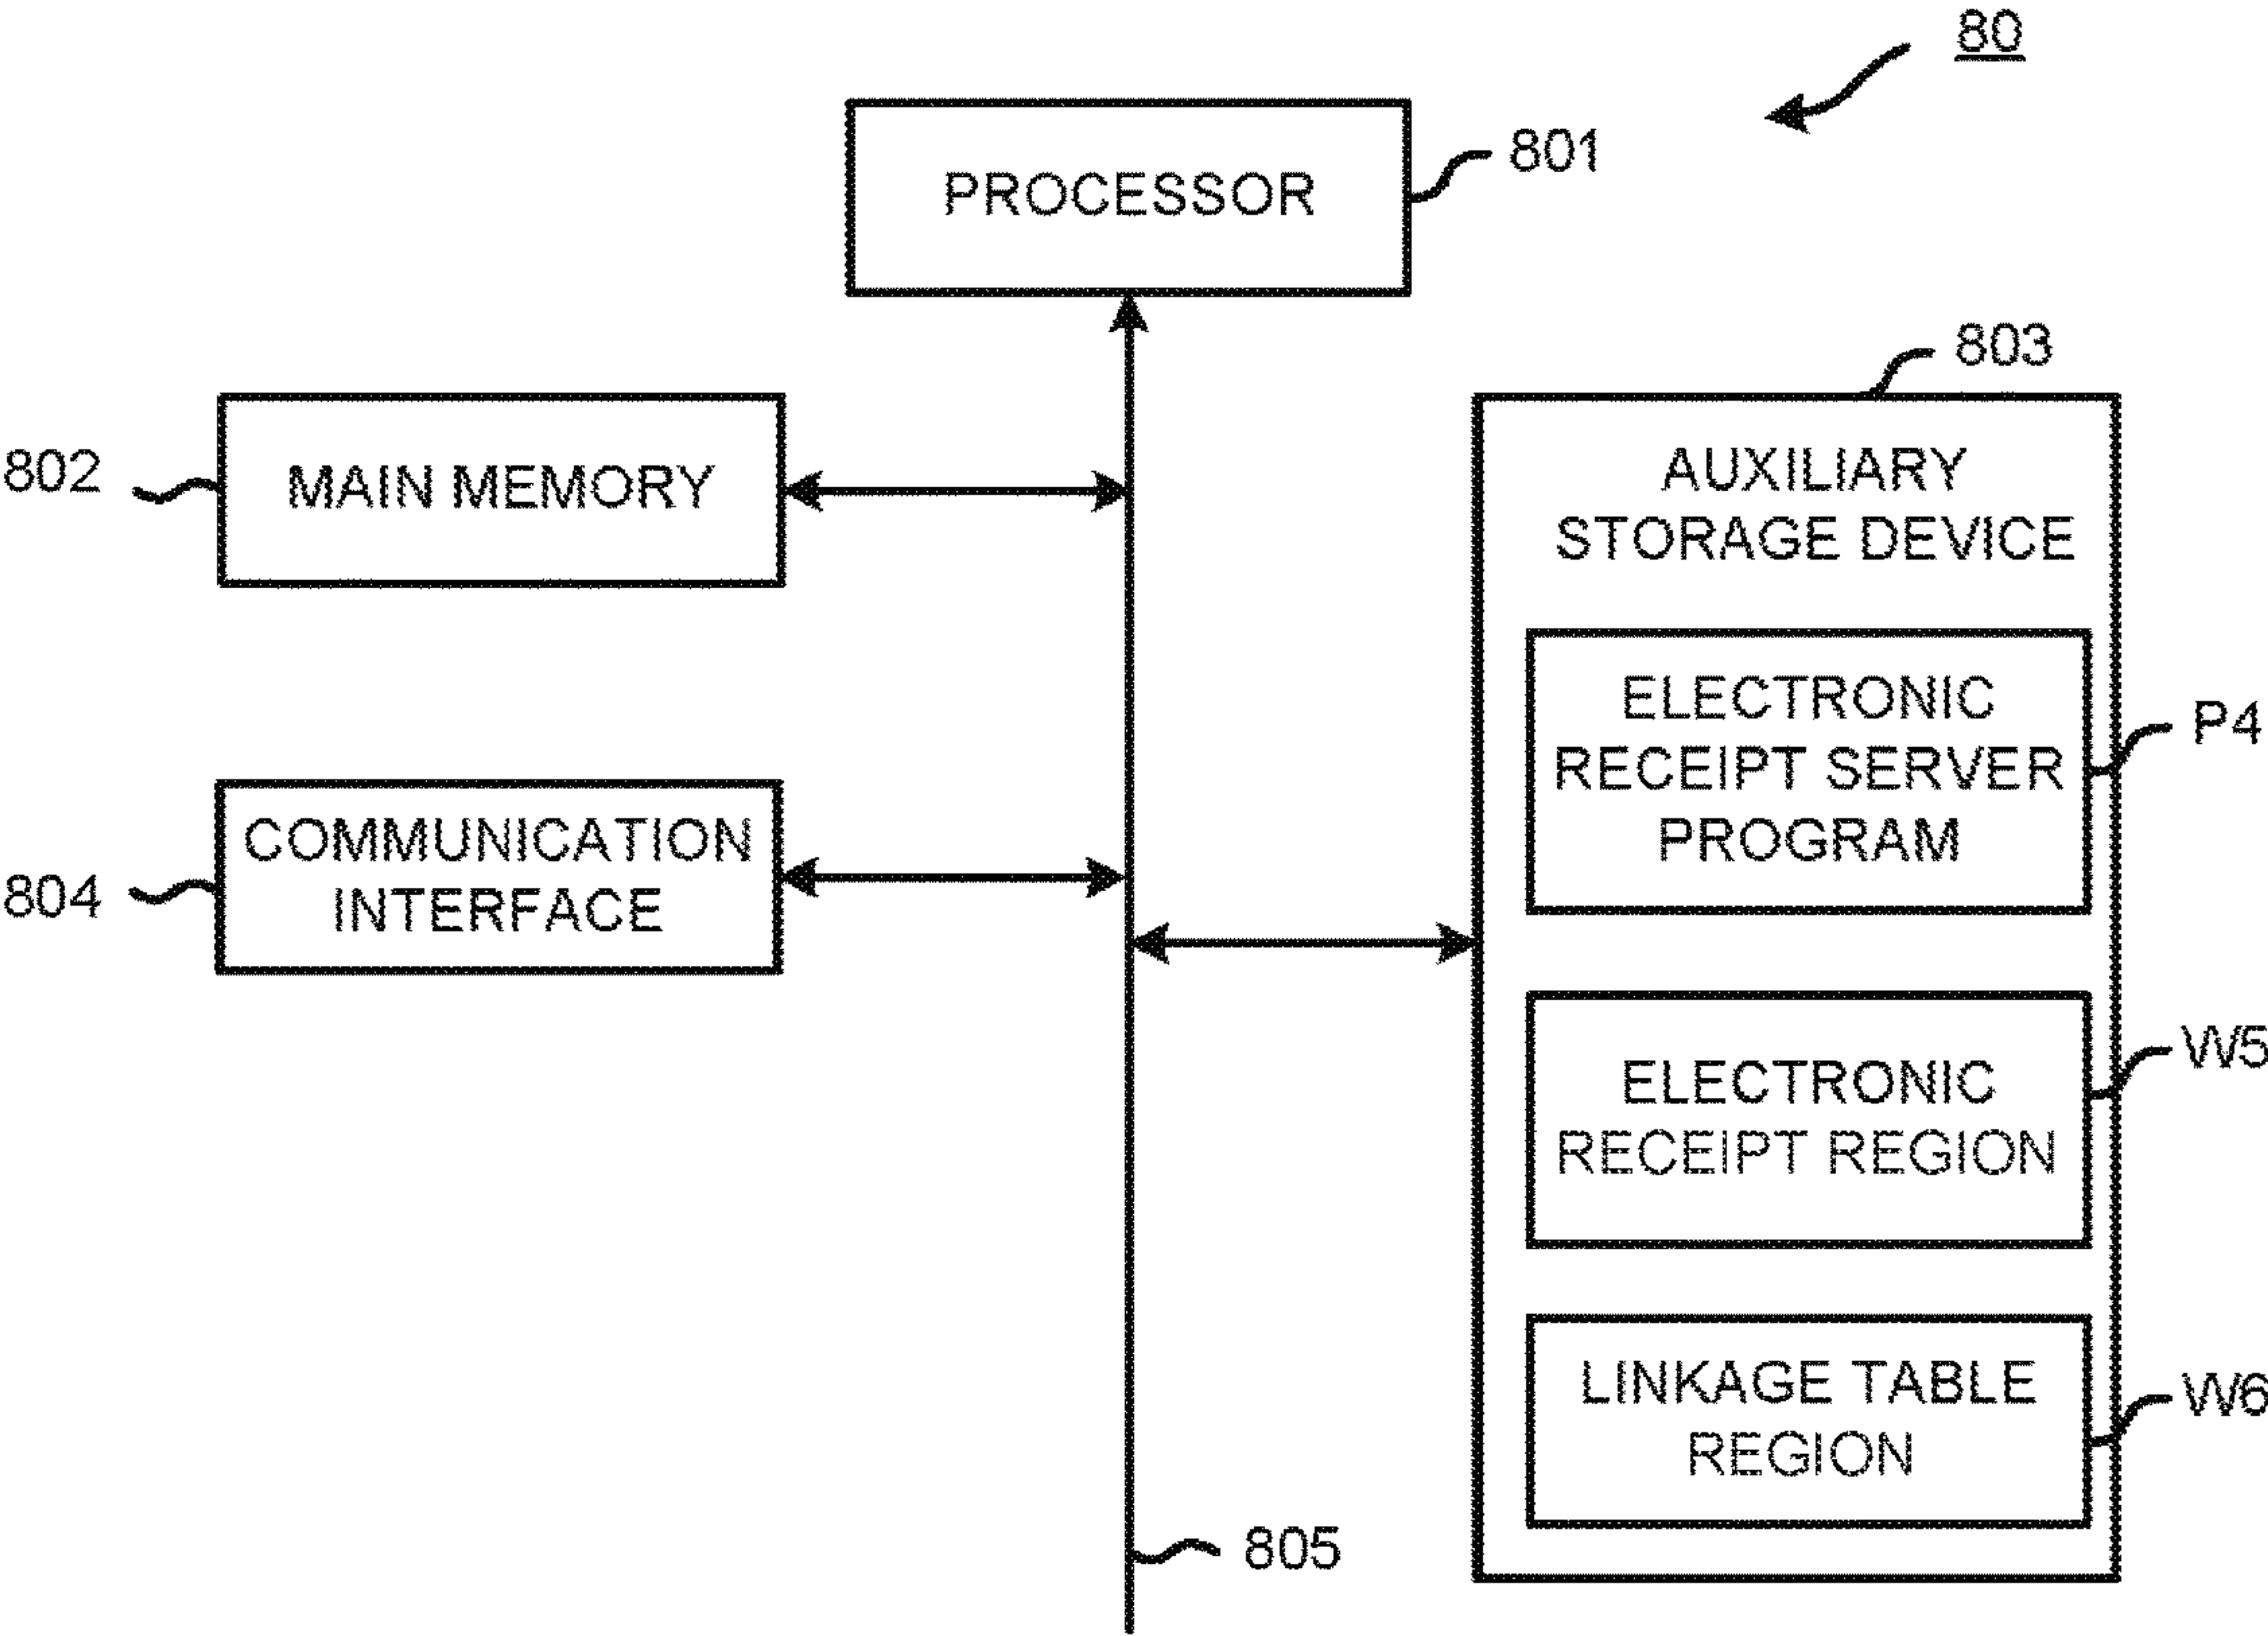 80
PROCESSOR
801
802
MAIN MEMORY
803
AUXILIARY
STORAGE DEVICE
ELECTRONIC
RECEIPT SERVER
PROGRAM
P4
804
COMMUNICATION
INTERFACE
ELECTRONIC
RECEIPT REGION
W5
LINKAGE TABLE
REGION
W6
805